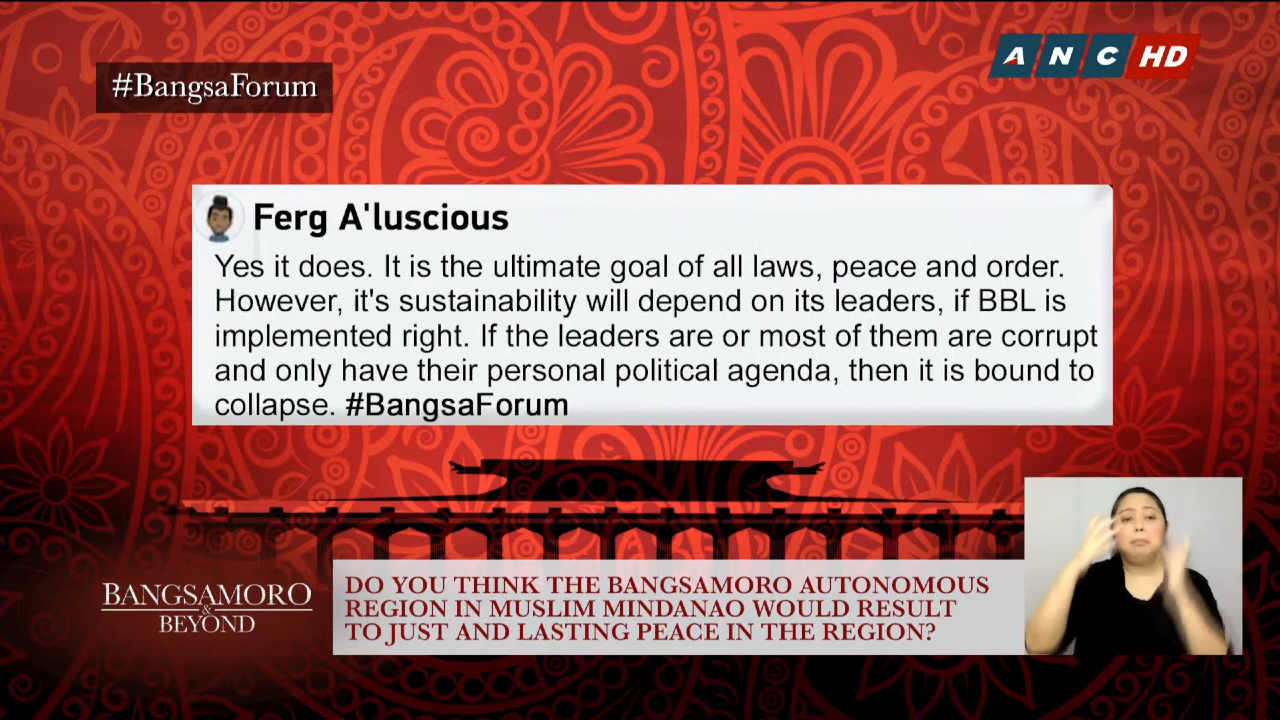 #BangsaForum
ANC HD
Ferg A'luscious
Yes it does. It is the ultimate goal of all laws, peace and order.
However, it's sustainability will depend on its leaders, if BBL is
implemented right. If the leaders are or most of them are corrupt
and only have their personal political agenda, then it is bound to
collapse. #BangsaForum
BANGSAMORO
&
BEYOND
DO YOU THINK THE BANGSAMORO AUTONOMOUS
REGION IN MUSLIM MINDANAO WOULD RESULT
TO JUST AND LASTING PEACE IN THE REGION?